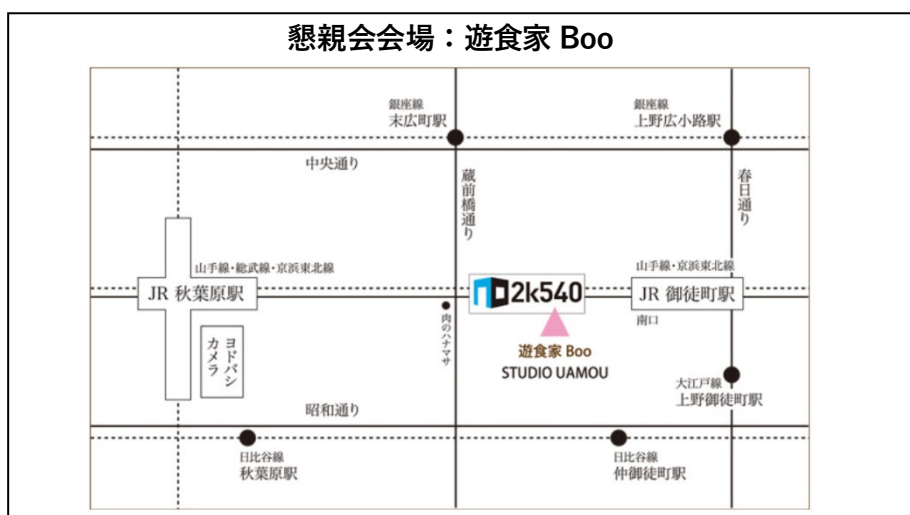 懇親会会場：遊食家 Boo
銀座線
末広町駅
銀座線
上野広小路駅
中央通り
蔵前橋通り
春日通り
山手線・総武線・京浜東北線
JR 秋葉原駅
2k540
山手線・京浜東北線
JR 御徒町駅
南口
肉のハナマサ
ヨドバシ
カメラ
遊食家 Boo
STUDIO UAMOU
大江戸線
上野御徒町駅
昭和通り
日比谷線
秋葉原駅
日比谷線
仲御徒町駅